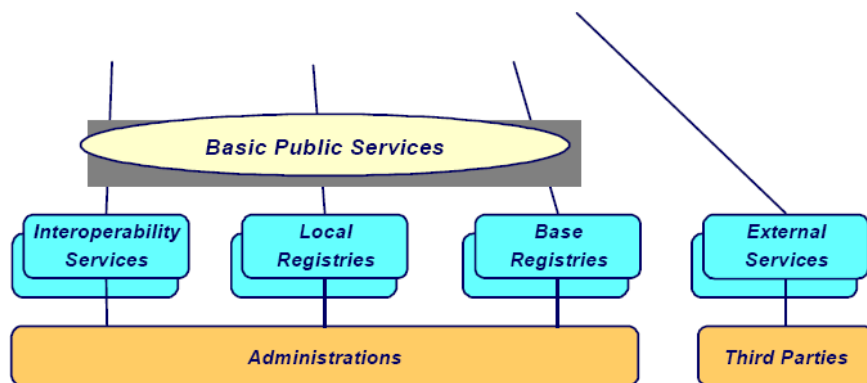 Basic Public Services
Interoperability
Services
Local
Registries
Base
Registries
External
Services
Administrations
Third Parties